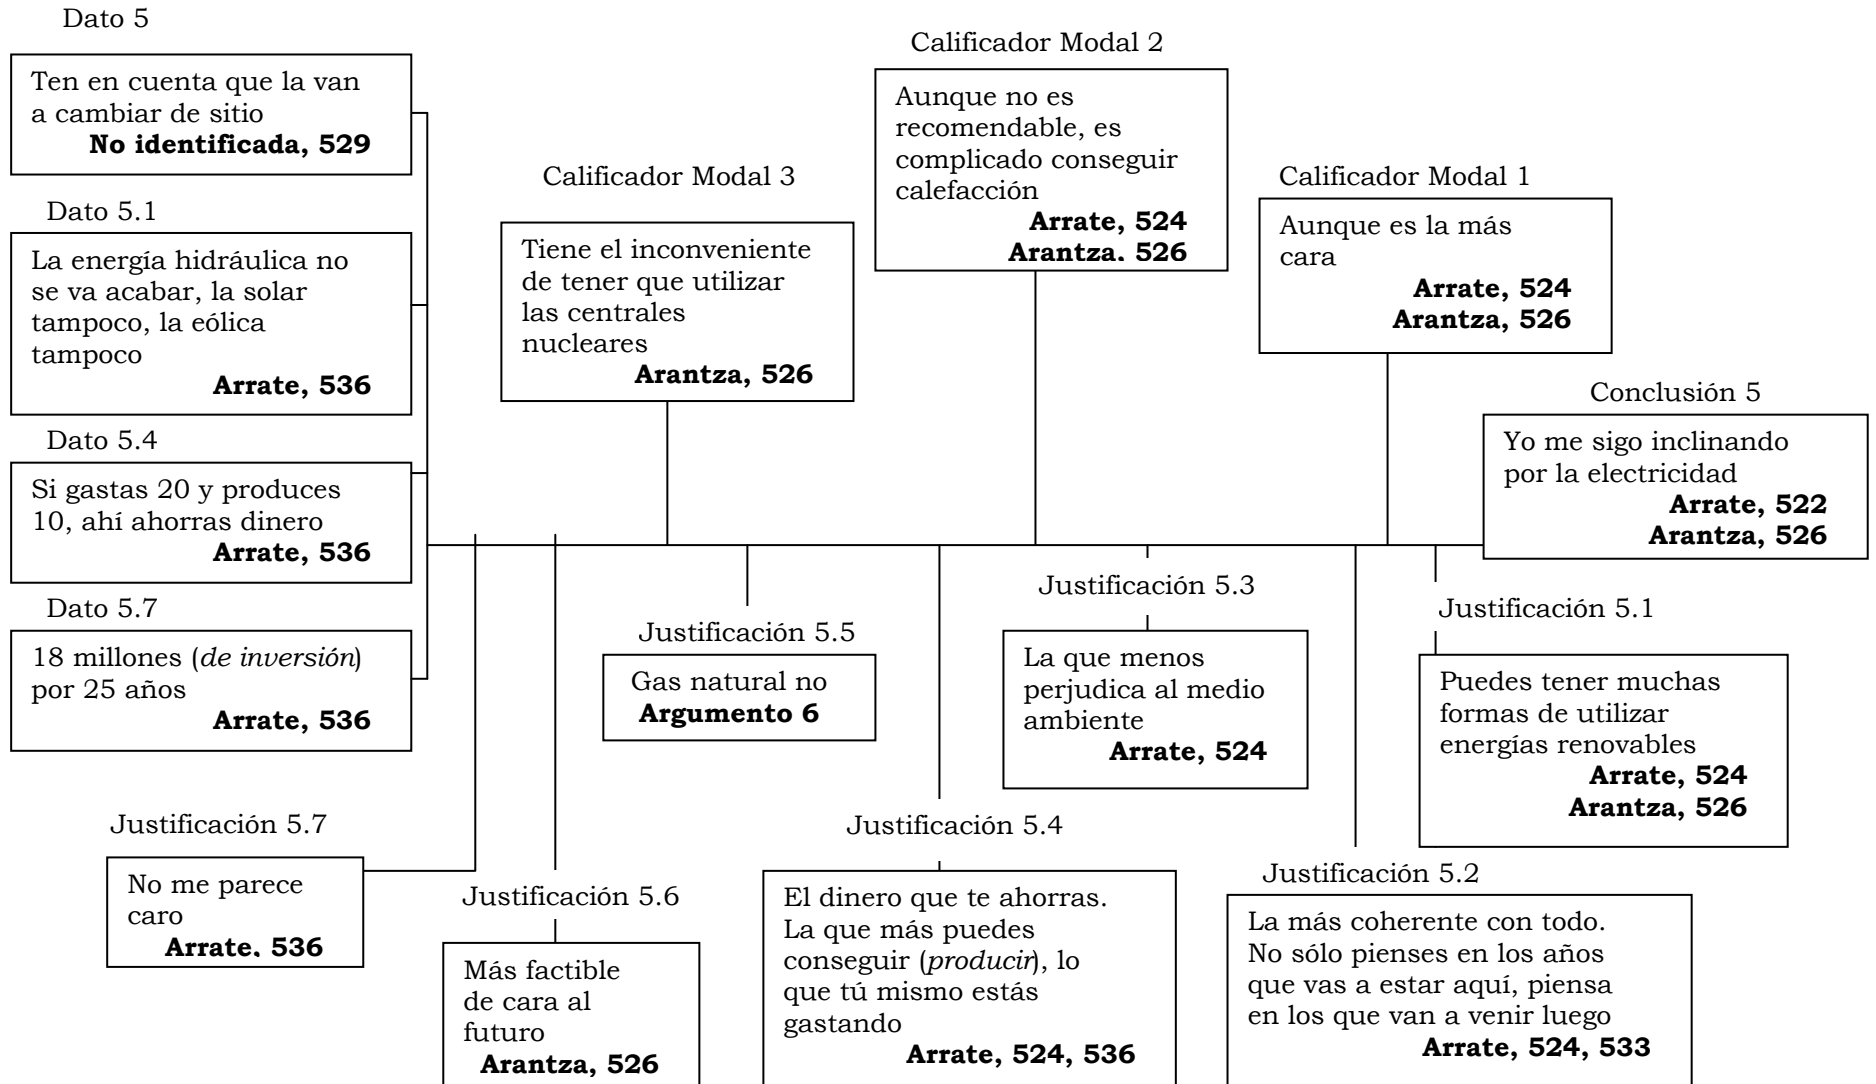 Dato 5
Ten en cuenta que la van
a cambiar de sitio
No identificada, 529
Dato 5.1
La energía hidráulica no
se va acabar, la solar
tampoco, la eólica
tampoco
Arrate, 536
Dato 5.4
Si gastas 20 y produces
10, ahí ahorras dinero
Arrate, 536
Dato 5.7
18 millones (de inversión)
por 25 años
Arrate, 536
Calificador Modal 3
Tiene el inconveniente
de tener que utilizar
las centrales
nucleares
Arantza, 526
Calificador Modal 2
Aunque no es
recomendable, es
complicado conseguir
calefacción
Arrate, 524
Arantza, 526
Calificador Modal 1
Aunque es la más
cara
Arrate, 524
Arantza, 526
Conclusión 5
Yo me sigo inclinando
por la electricidad
Arrate, 522
Arantza, 526
Justificación 5.7
No me parece
caro
Arrate, 536
Justificación 5.6
Más factible
de cara al
futuro
Arantza, 526
Justificación 5.5
Gas natural no
Argumento 6
Justificación 5.4
El dinero que te ahorras.
La que más puedes
conseguir (producir), lo
que tú mismo estás
gastando
Arrate, 524, 536
Justificación 5.3
La que menos
perjudica al medio
ambiente
Arrate, 524
Justificación 5.2
La más coherente con todo.
No sólo pienses en los años
que vas a estar aquí, piensa
en los que van a venir luego
Arrate, 524, 533
Justificación 5.1
Puedes tener muchas
formas de utilizar
energías renovables
Arrate, 524
Arantza, 526